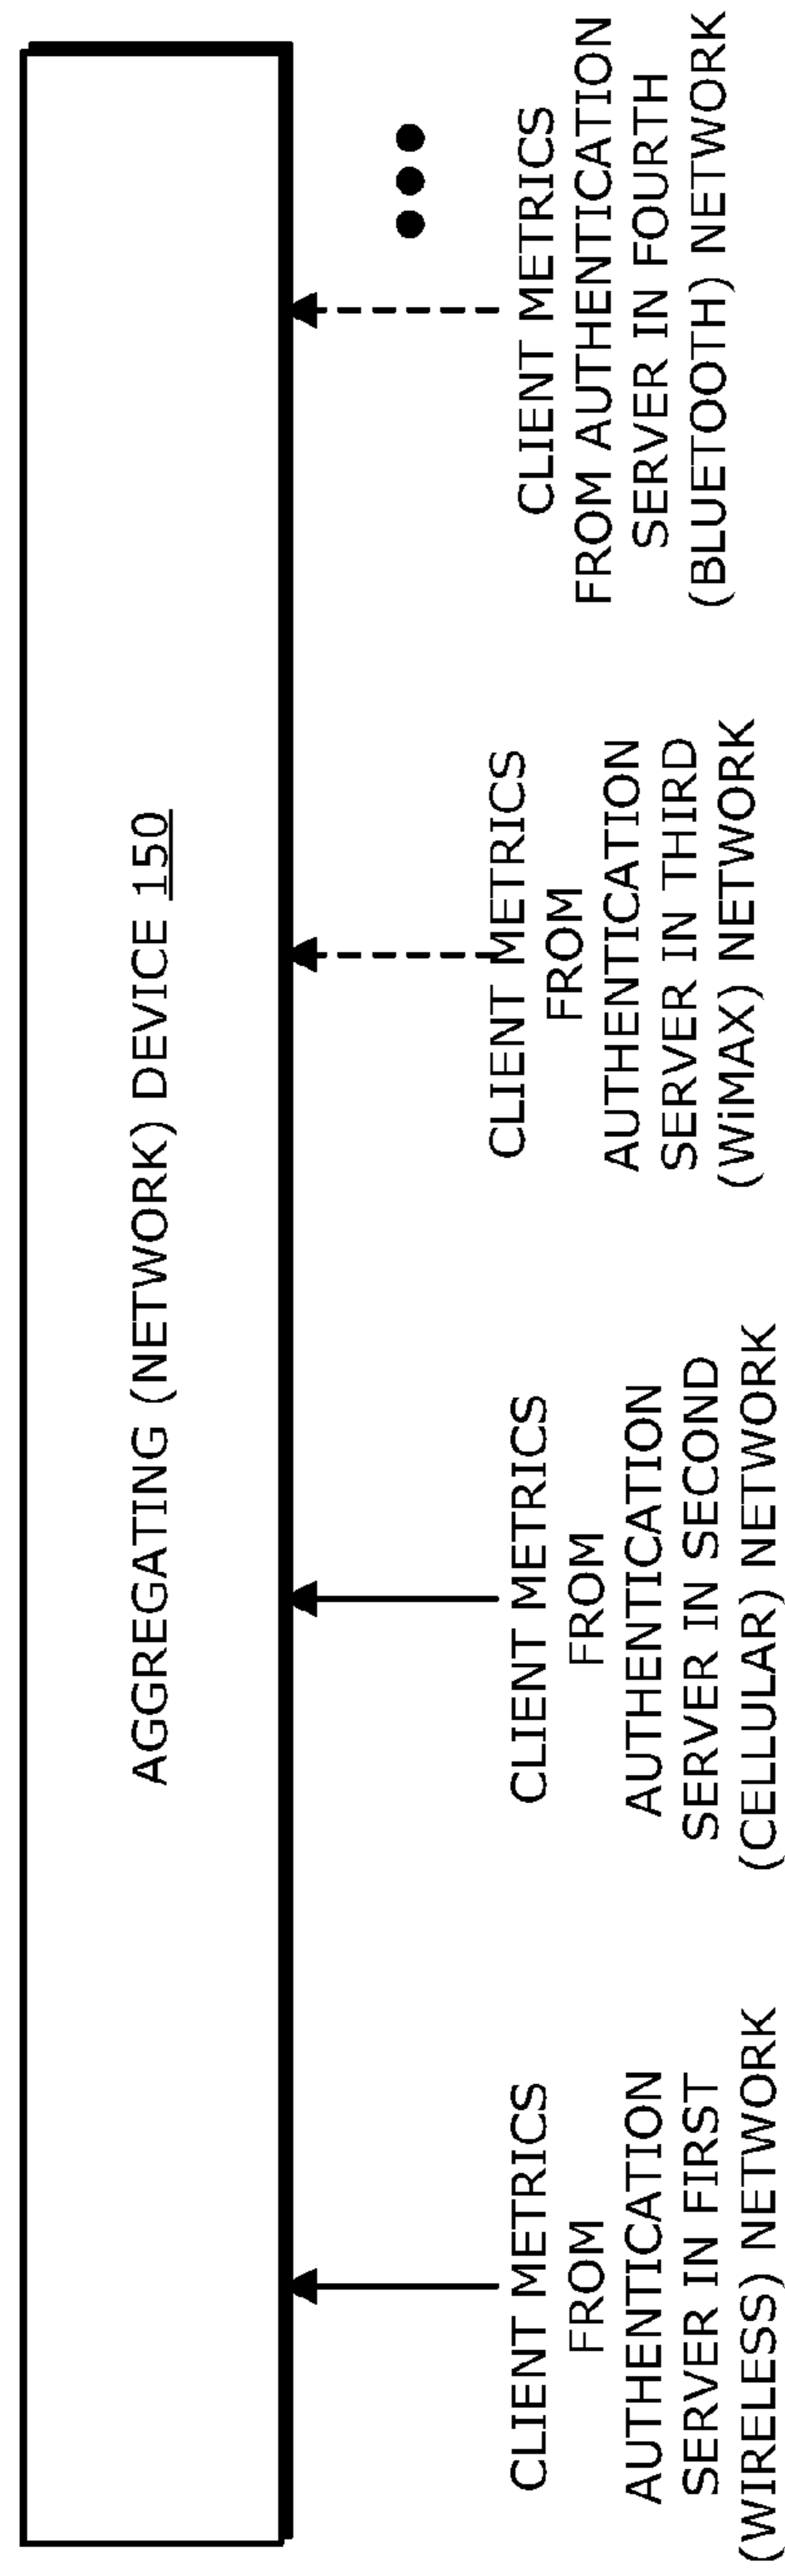 AGGREGATING (NETWORK) DEVICE 150
CLIENT METRICS
FROM
AUTHENTICATION
SERVER IN FIRST
(WIRELESS) NETWORK
CLIENT METRICS
FROM
AUTHENTICATION
SERVER IN SECOND
(CELLULAR) NETWORK
CLIENT METRICS
FROM
AUTHENTICATION
SERVER IN THIRD
(WiMAX) NETWORK
CLIENT METRICS
FROM AUTHENTICATION
SERVER IN FOURTH
(BLUETOOTH) NETWORK